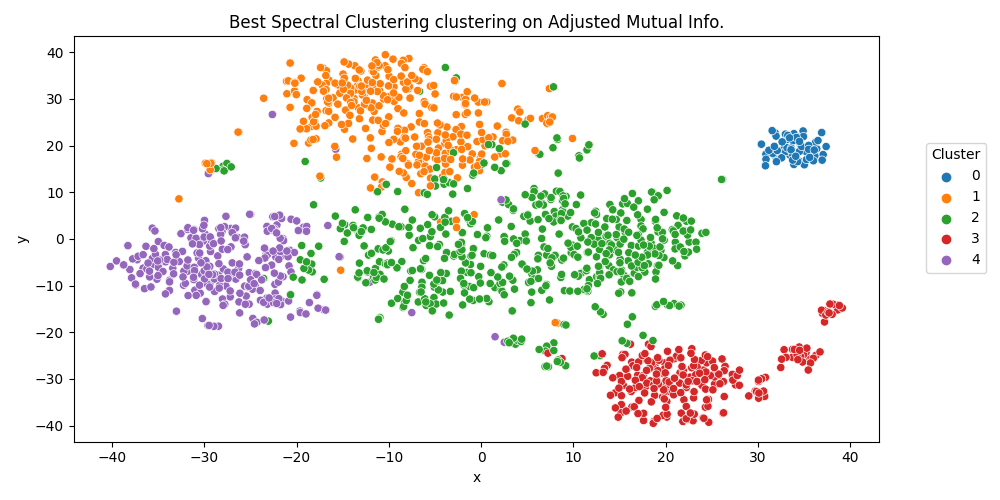 Best Spectral Clustering clustering on Adjusted Mutual Info.
40
30
20
10
0
−10
−20
−30
−40
y
−40 −30 −20 −10 0 10 20 30 40
x
Cluster
0
1
2
3
4